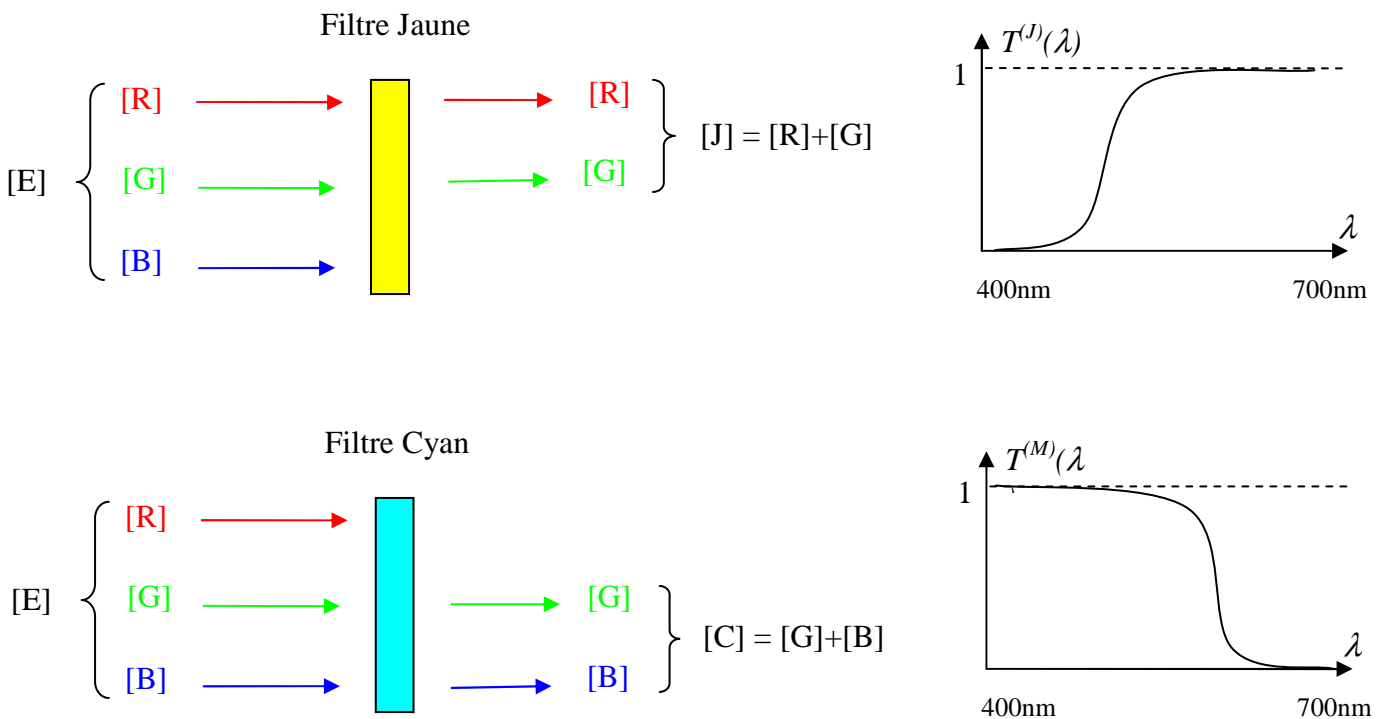 Filtre Jaune
T^(J)(λ)
1
[R] [R]
[E] [G] [G] [J] = [R]+[G]
[B]
λ
400nm 700nm
Filtre Cyan
T^(M)(λ
1
[R]
[E] [G] [G] [C] = [G]+[B]
[B] [B]
λ
400nm 700nm